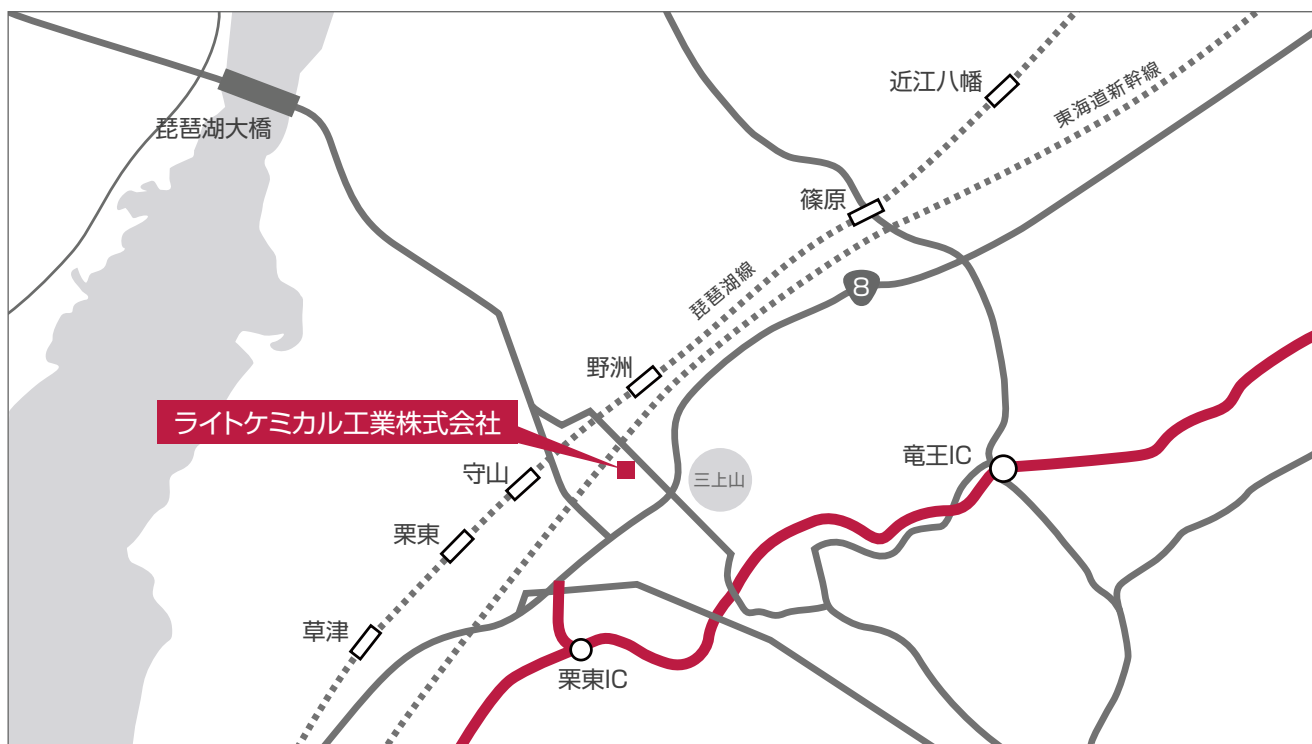 近江八幡
東海道新幹線
琵琶湖大橋
篠原
8
琵琶湖線
野洲
ライトケミカル工業株式会社
竜王IC
守山
三上山
栗東
草津
栗東IC